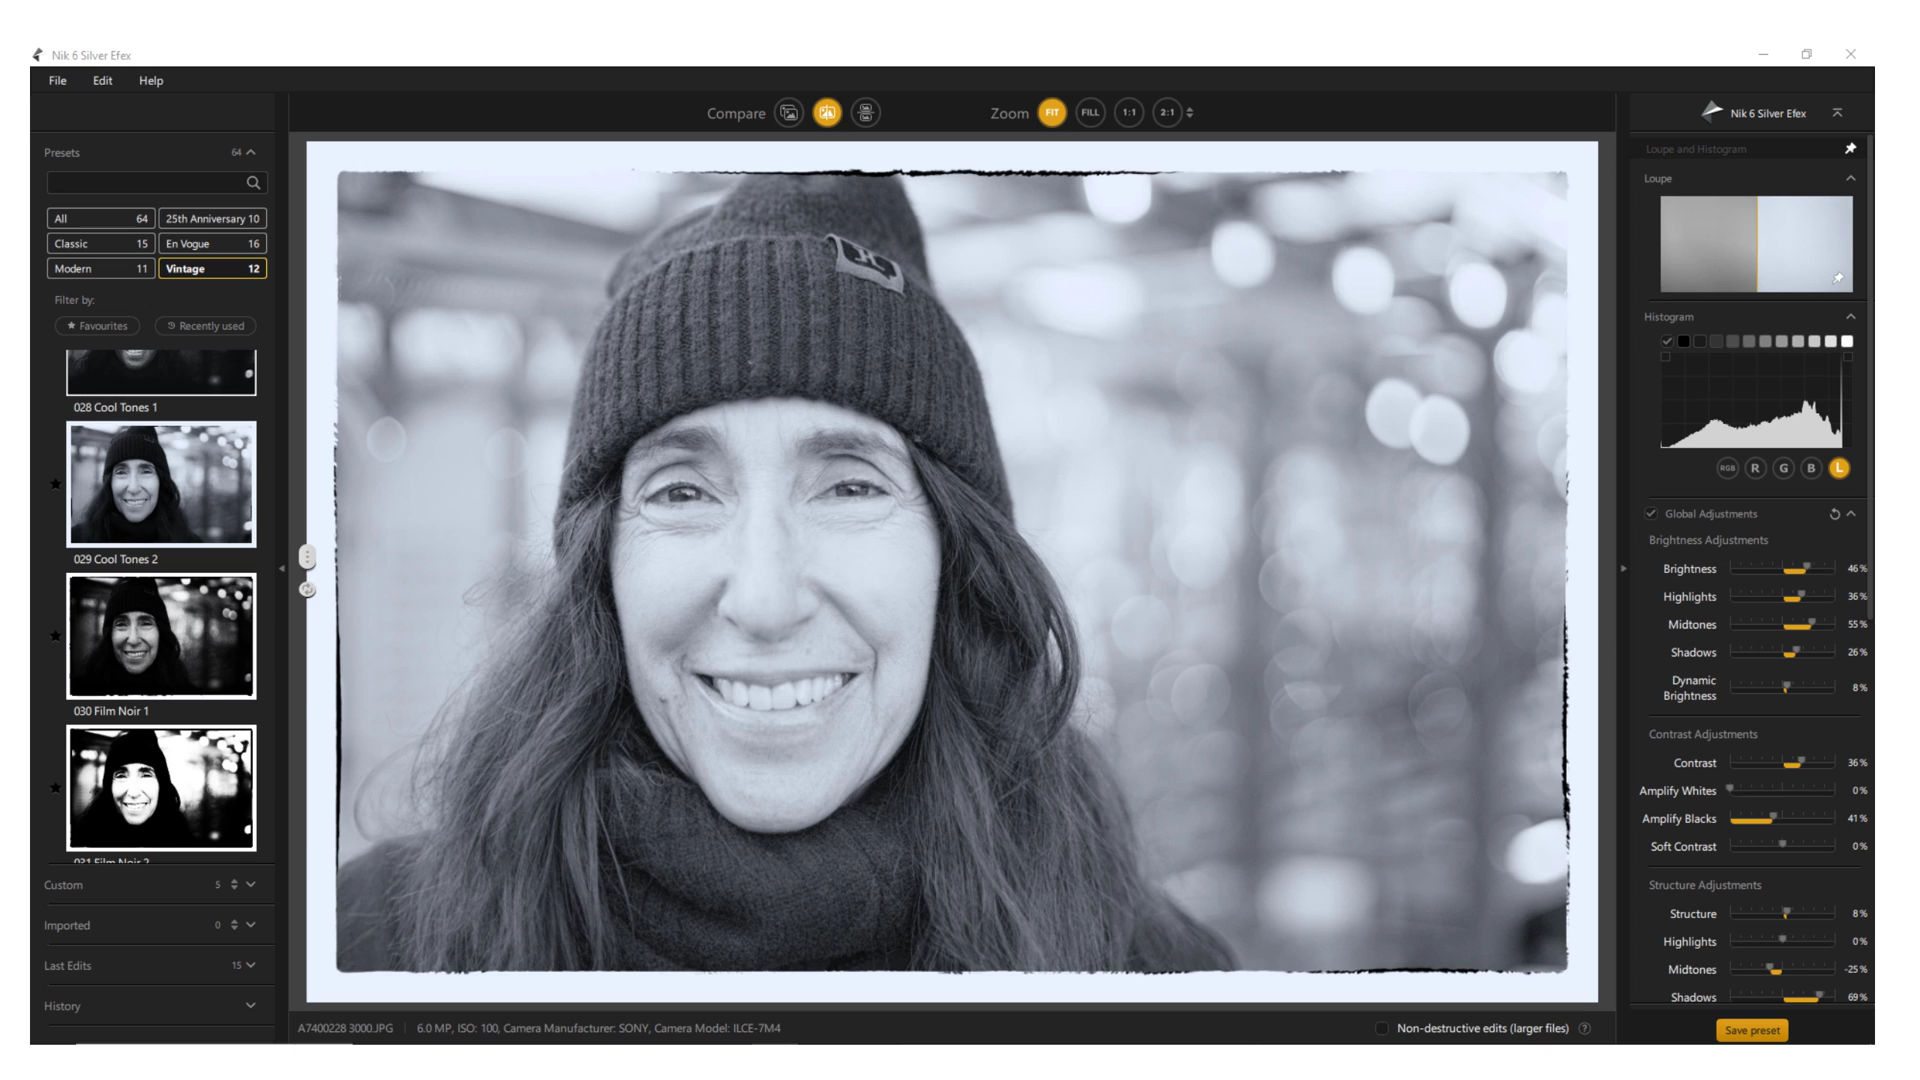 Nik 6 Silver Efex
File Edit Help
Compare Zoom FIT FILL 1:1 2:1
Nik 6 Silver Efex
Presets 64
All 64
25th Anniversary 10
Classic 15
En Vogue 16
Modern 11
Vintage 12
Filter by:
Favourites
Recently used
028 Cool Tones 1
029 Cool Tones 2
030 Film Noir 1
031 Film Noir 2
Custom 5
Imported 0
Last Edits 15
History
A7400228 3000.JPG 6.0 MP, ISO: 100, Camera Manufacturer: SONY, Camera Model: ILCE-7M4
Non-destructive edits (larger files) ?
Loupe and Histogram
Loupe
Histogram
RGB R G B L
Global Adjustments
Brightness Adjustments
Brightness 46%
Highlights 36%
Midtones 55%
Shadows 26%
Dynamic
Brightness 8%
Contrast Adjustments
Contrast 36%
Amplify Whites 0%
Amplify Blacks 41%
Soft Contrast 0%
Structure Adjustments
Structure 8%
Highlights 0%
Midtones -25%
Shadows 69%
Save preset